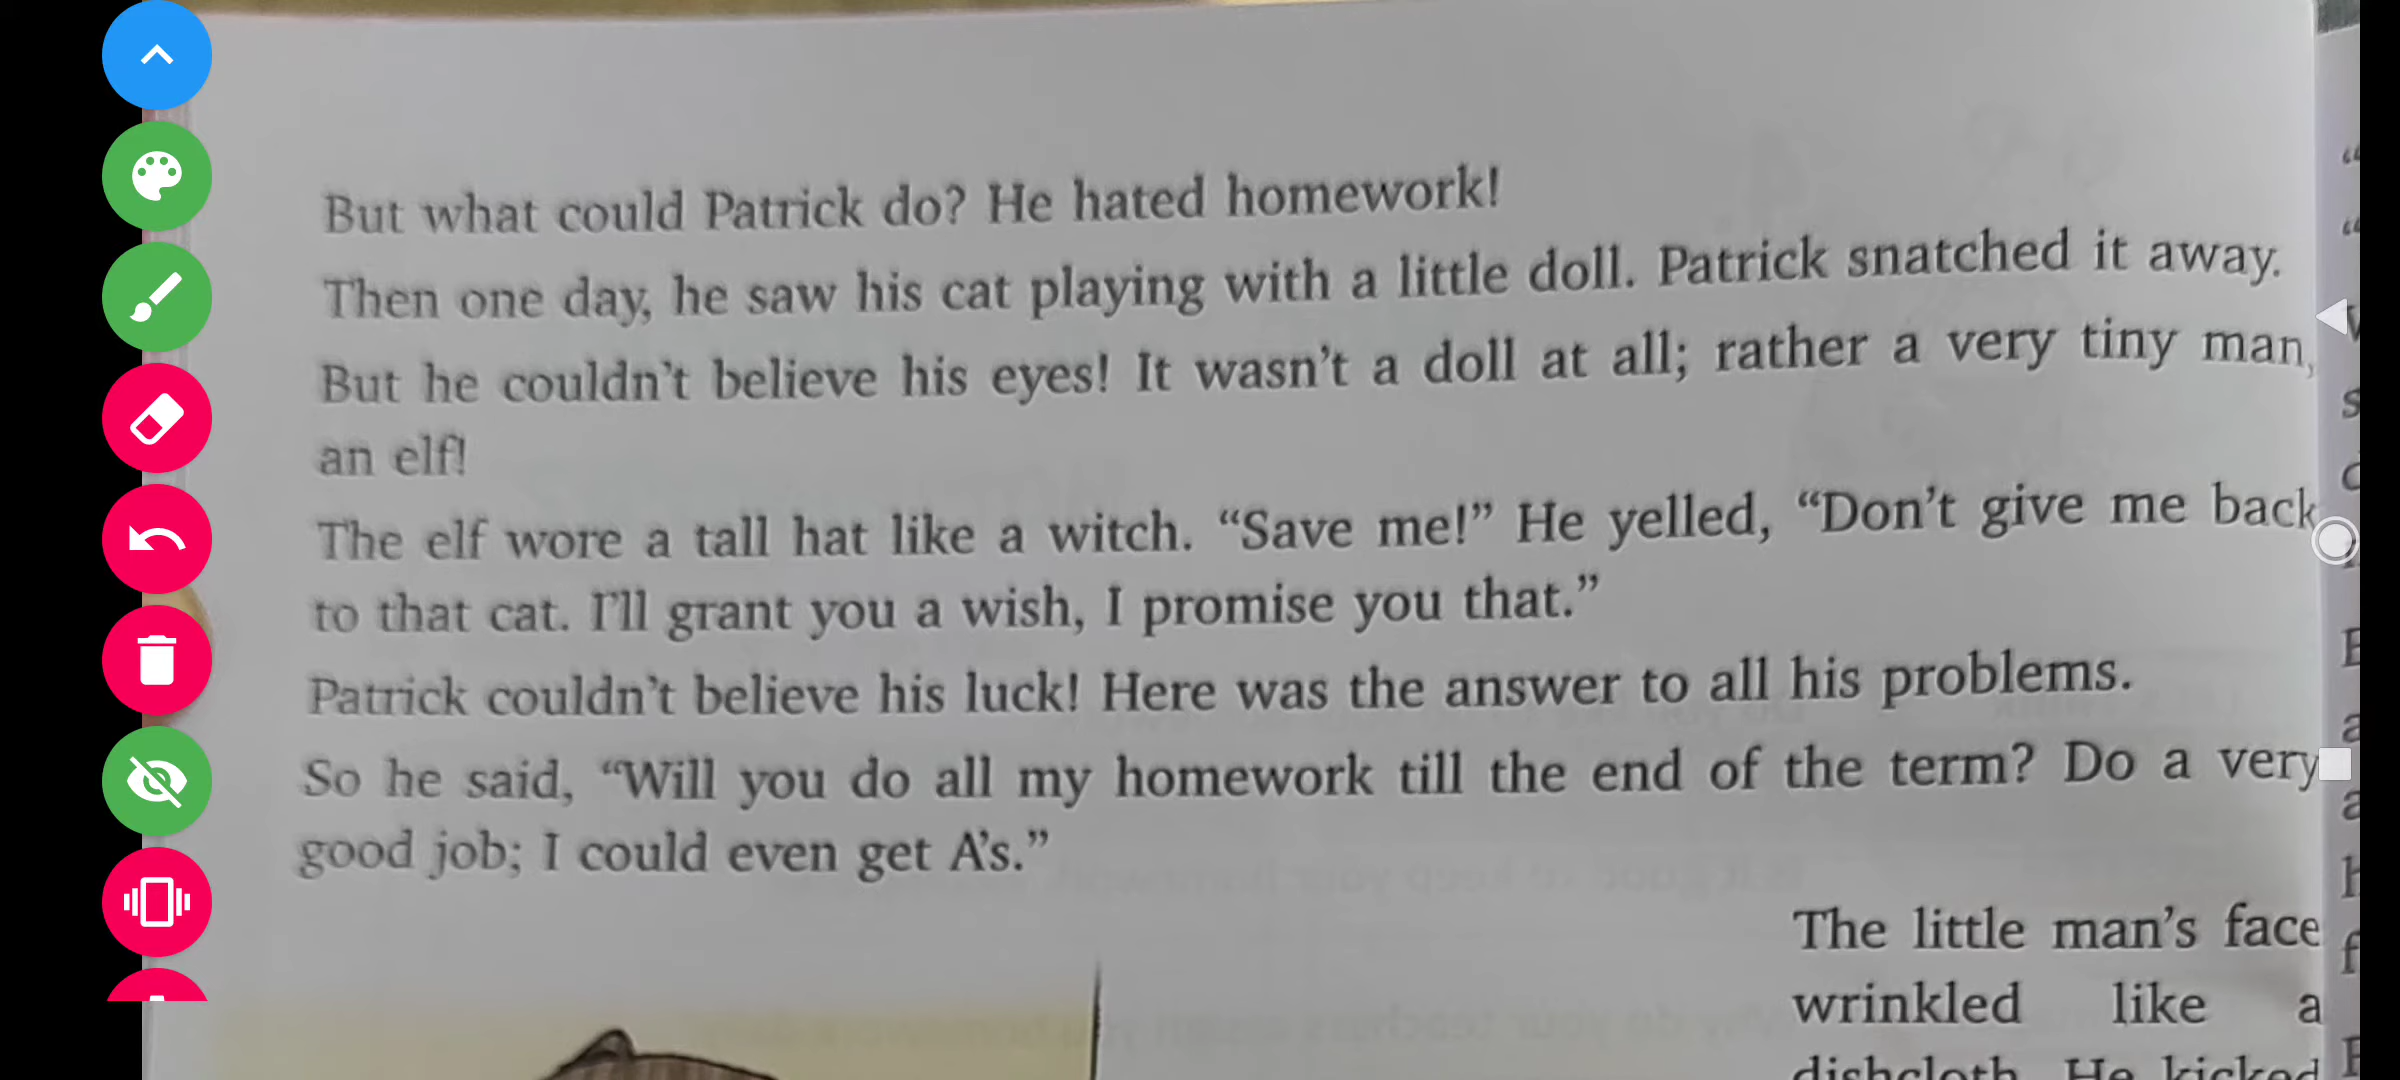 But what could Patrick do? He hated homework!
Then one day, he saw his cat playing with a little doll. Patrick snatched it away.
But he couldn't believe his eyes! It wasn't a doll at all; rather a very tiny man,
an elf!
The elf wore a tall hat like a witch. “Save me!” He yelled, “Don't give me back
to that cat. I'll grant you a wish, I promise you that.”
Patrick couldn't believe his luck! Here was the answer to all his problems.
So he said, “Will you do all my homework till the end of the term? Do a very
good job; I could even get A's.”
The little man's face
wrinkled like a
dishcloth. He kicked